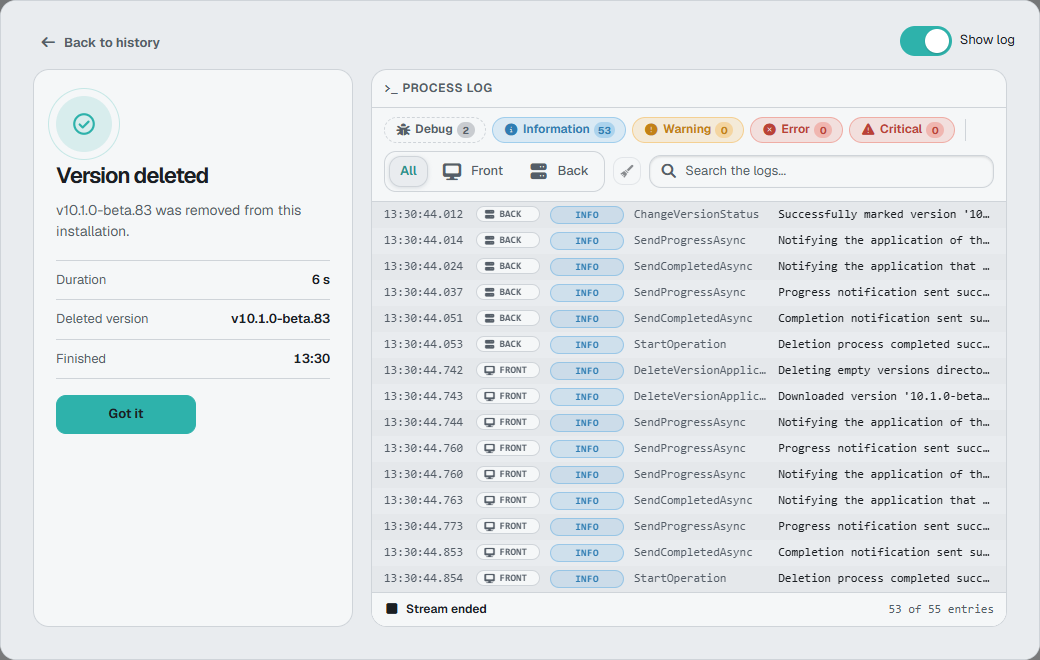 Back to history
Show log
Version deleted
v10.1.0-beta.83 was removed from this
installation.
Duration 6 s
Deleted version v10.1.0-beta.83
Finished 13:30
Got it
>_ PROCESS LOG
Debug 2 Information 53 Warning 0 Error 0 Critical 0
All Front Back Search the logs…
13:30:44.012 BACK INFO ChangeVersionStatus Successfully marked version '10…
13:30:44.014 BACK INFO SendProgressAsync Notifying the application of th…
13:30:44.024 BACK INFO SendCompletedAsync Notifying the application that …
13:30:44.037 BACK INFO SendProgressAsync Progress notification sent succ…
13:30:44.051 BACK INFO SendCompletedAsync Completion notification sent su…
13:30:44.053 BACK INFO StartOperation Deletion process completed succ…
13:30:44.742 FRONT INFO DeleteVersionApplic… Deleting empty versions directo…
13:30:44.743 FRONT INFO DeleteVersionApplic… Downloaded version '10.1.0-beta…
13:30:44.744 FRONT INFO SendProgressAsync Notifying the application of th…
13:30:44.760 FRONT INFO SendProgressAsync Progress notification sent succ…
13:30:44.760 FRONT INFO SendProgressAsync Notifying the application of th…
13:30:44.763 FRONT INFO SendCompletedAsync Notifying the application that …
13:30:44.773 FRONT INFO SendProgressAsync Progress notification sent succ…
13:30:44.853 FRONT INFO SendCompletedAsync Completion notification sent su…
13:30:44.854 FRONT INFO StartOperation Deletion process completed succ…
Stream ended 53 of 55 entries